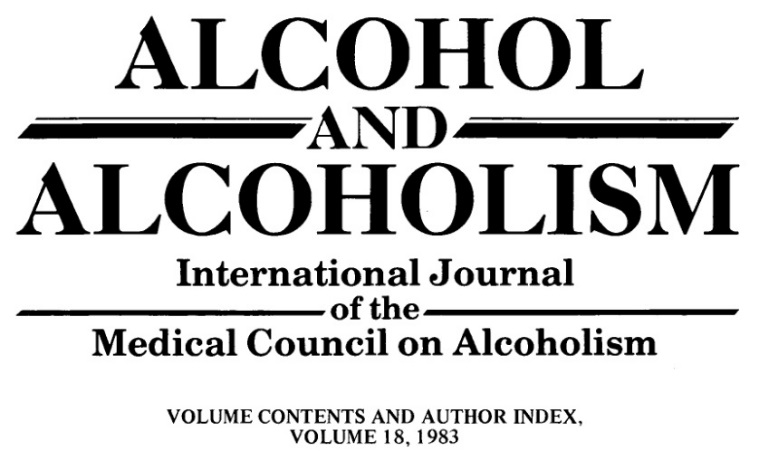 ALCOHOL
AND
ALCOHOLISM
International Journal
of the
Medical Council on Alcoholism
VOLUME CONTENTS AND AUTHOR INDEX,
VOLUME 18, 1983